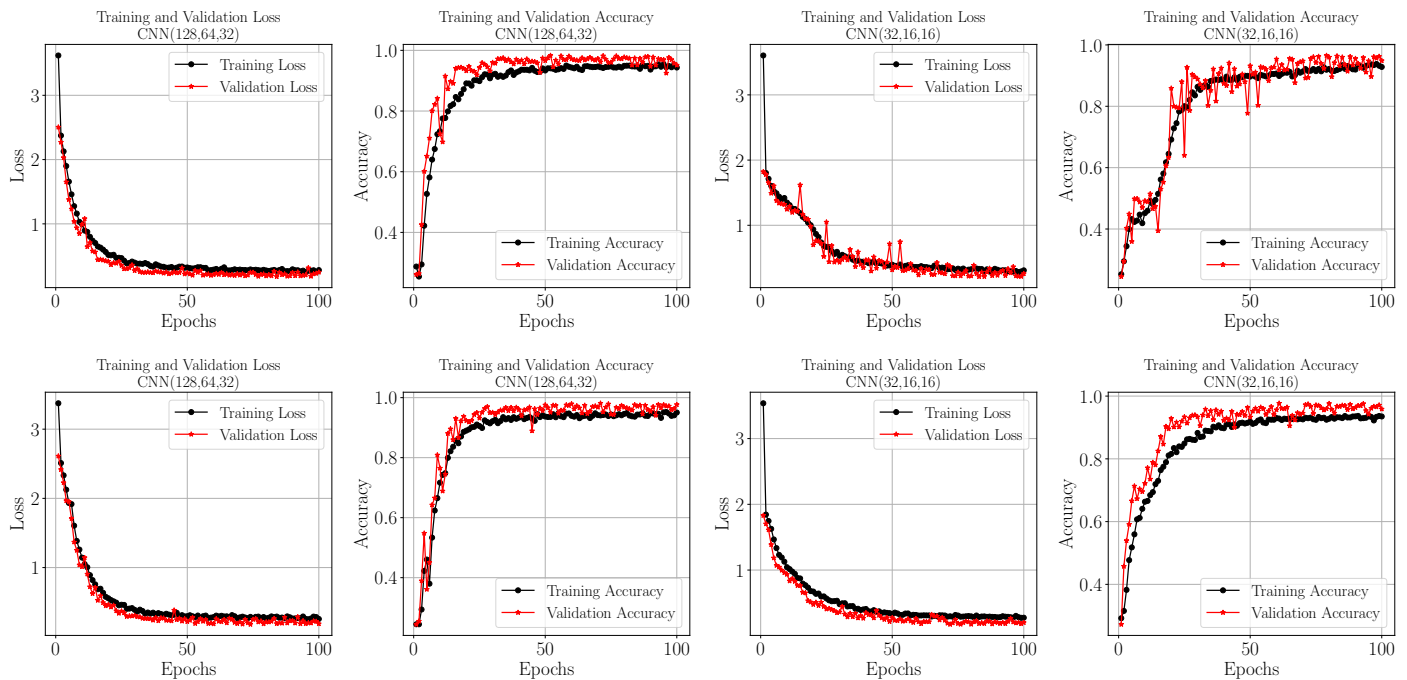 Training and Validation Loss
CNN(128,64,32)
Loss
3
2
1
Training Loss
Validation Loss
0
50
100
Epochs
Training and Validation Accuracy
CNN(128,64,32)
Accuracy
1.0
0.8
0.6
0.4
Training Accuracy
Validation Accuracy
0
50
100
Epochs
Training and Validation Loss
CNN(32,16,16)
Loss
3
2
1
Training Loss
Validation Loss
0
50
100
Epochs
Training and Validation Accuracy
CNN(32,16,16)
Accuracy
1.0
0.8
0.6
0.4
Training Accuracy
Validation Accuracy
0
50
100
Epochs
Training and Validation Loss
CNN(128,64,32)
Loss
3
2
1
Training Loss
Validation Loss
0
50
100
Epochs
Training and Validation Accuracy
CNN(128,64,32)
Accuracy
1.0
0.8
0.6
0.4
Training Accuracy
Validation Accuracy
0
50
100
Epochs
Training and Validation Loss
CNN(32,16,16)
Loss
3
2
1
Training Loss
Validation Loss
0
50
100
Epochs
Training and Validation Accuracy
CNN(32,16,16)
Accuracy
1.0
0.8
0.6
0.4
Training Accuracy
Validation Accuracy
0
50
100
Epochs